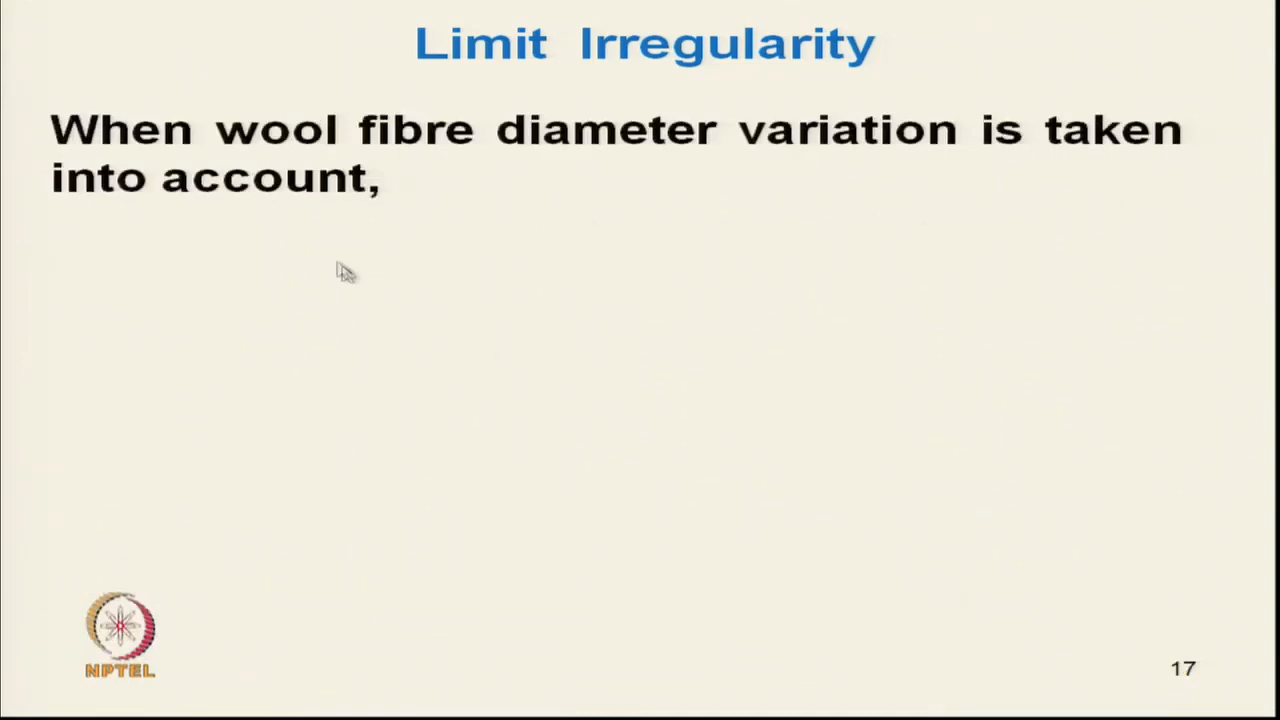 Limit Irregularity
When wool fibre diameter variation is taken
into account,
NPTEL
17